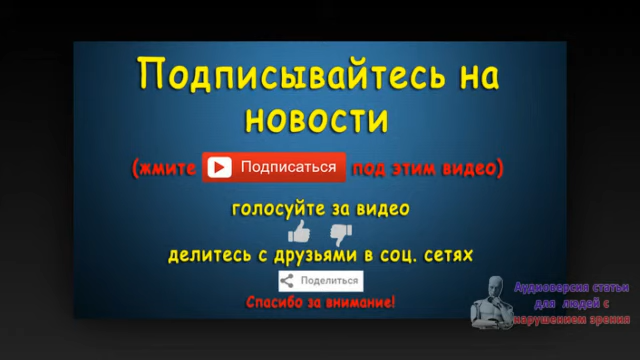 Подписывайтесь на
новости
(жмите Подписаться под этим видео)
голосуйте за видео
делитесь с друзьями в соц. сетях
Поделиться
Спасибо за внимание!
Аудиоверсия статьи
для людей с
нарушением зрения